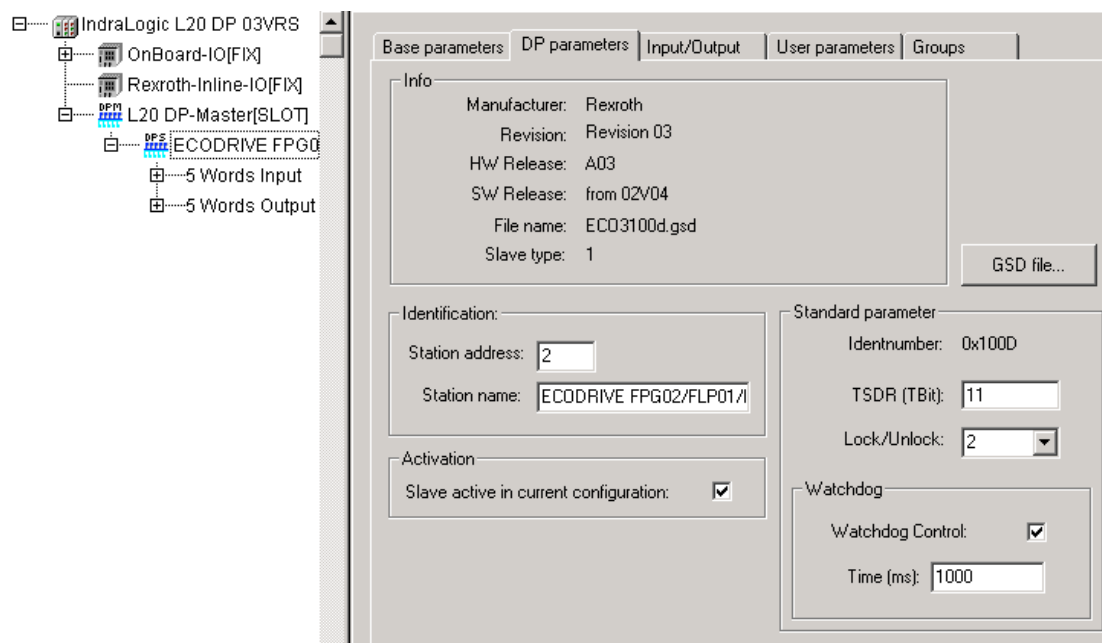 IndraLogic L20 DP 03VRS
OnBoard-IO[FIX]
Rexroth-Inline-IO[FIX]
DPM
L20 DP-Master[SLOT]
DPS
ECODRIVE FPG0
5 Words Input
5 Words Output
Base parameters
DP parameters
Input/Output
User parameters
Groups
Info
Manufacturer: Rexroth
Revision: Revision 03
HW Release: A03
SW Release: from 02V04
File name: ECO3100d.gsd
Slave type: 1
GSD file...
Identification:
Station address: 2
Station name: ECODRIVE FPG02/FLP01/I
Activation
Slave active in current configuration:
Standard parameter
Identnumber: 0x100D
TSDR (TBit): 11
Lock/Unlock: 2
Watchdog
Watchdog Control:
Time (ms): 1000